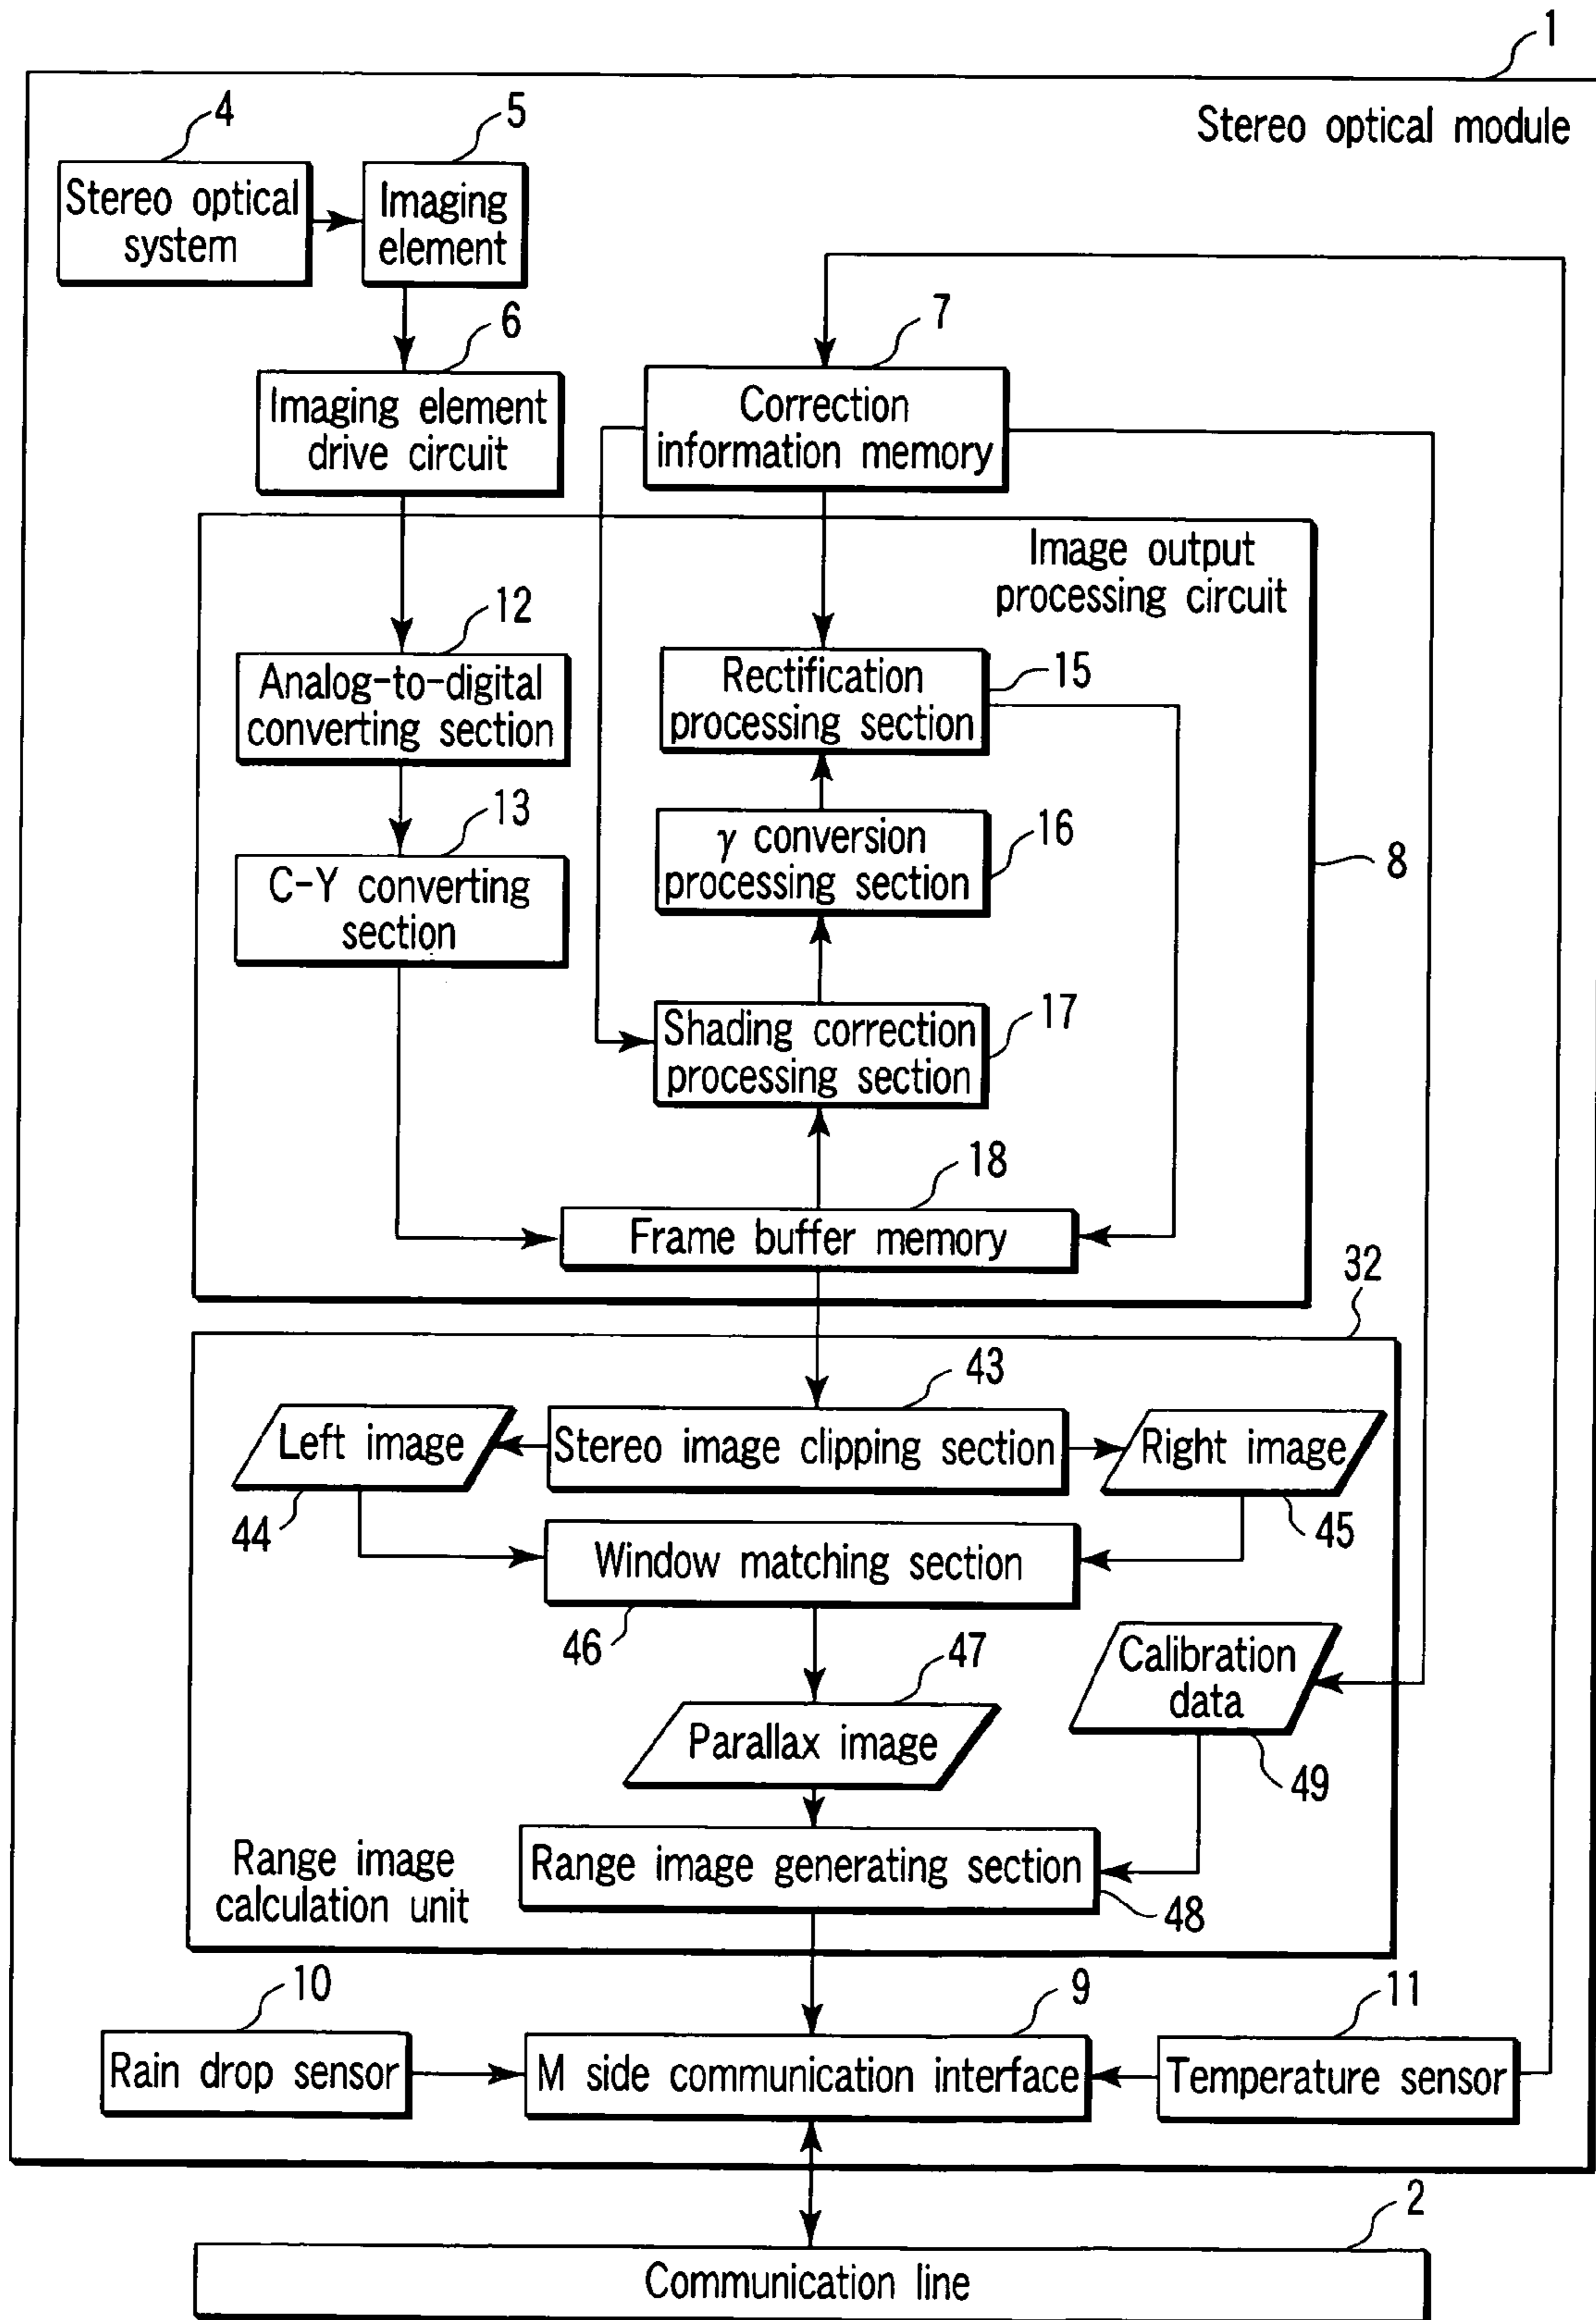 1
Stereo optical module
4
Stereo optical
system
5
Imaging
element
6
Imaging element
drive circuit
7
Correction
information memory
Image output
processing circuit
8
12
Analog-to-digital
converting section
15
Rectification
processing section
13
C-Y converting
section
16
γ conversion
processing section
17
Shading correction
processing section
18
Frame buffer memory
32
43
Left image
Stereo image clipping section
Right image
44
45
Window matching section
46
47
Parallax image
Calibration
data
49
Range image
calculation unit
Range image generating section
48
10
Rain drop sensor
9
M side communication interface
11
Temperature sensor
2
Communication line